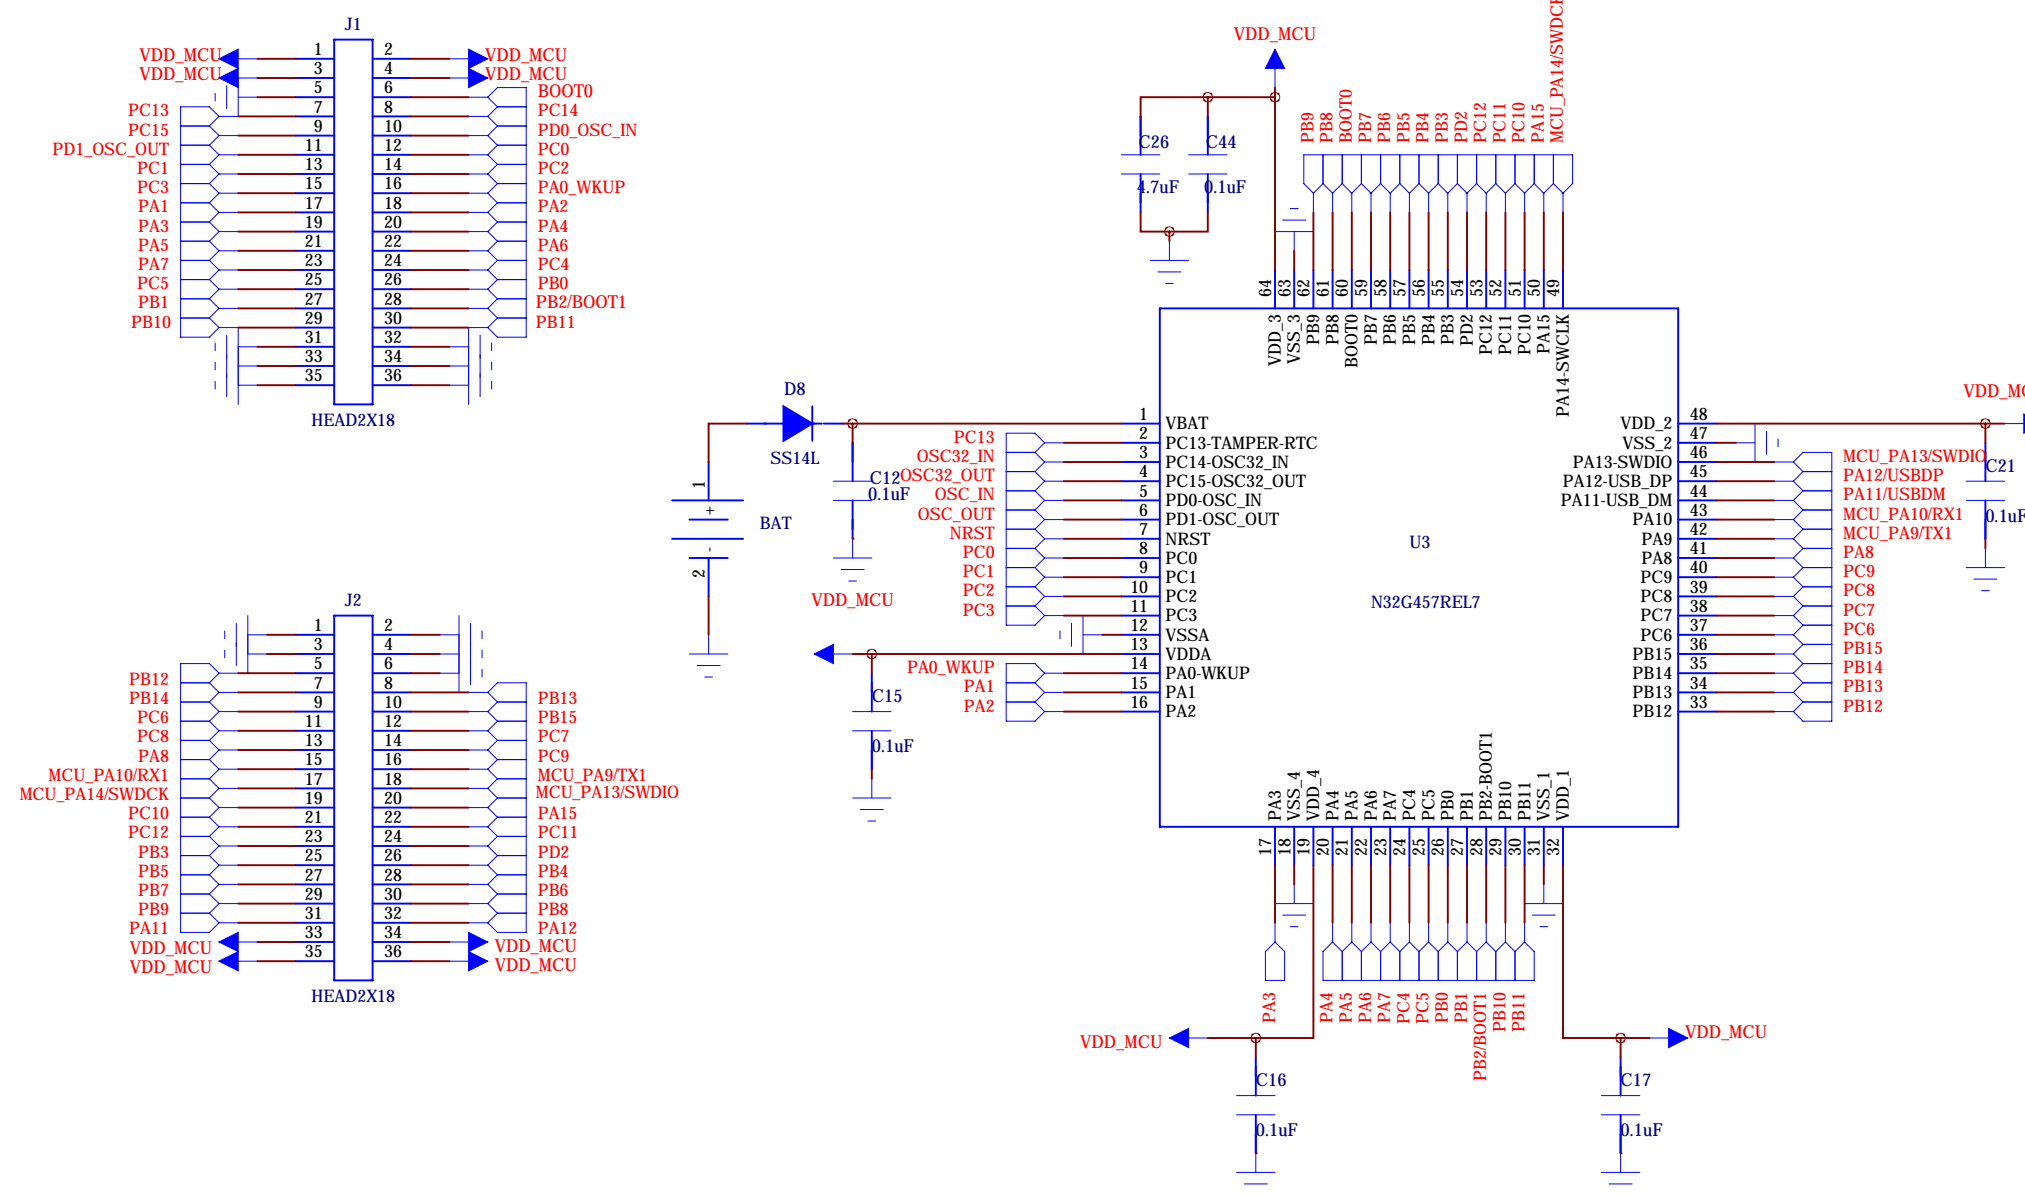 J1
VDD_MCU 1 2 VDD_MCU
VDD_MCU 3 4 VDD_MCU
5 6 BOOT0
PC13 7 8 PC14
PC15 9 10 PD0_OSC_IN
PD1_OSC_OUT 11 12 PC0
PC1 13 14 PC2
PC3 15 16 PA0_WKUP
PA1 17 18 PA2
PA3 19 20 PA4
PA5 21 22 PA6
PA7 23 24 PC4
PC5 25 26 PB0
PB1 27 28 PB2/BOOT1
PB10 29 30 PB11
31 32
33 34
35 36
HEAD2X18
J2
1 2
3 4
5 6
PB12 7 8
PB14 9 10 PB13
PC6 11 12 PB15
PC8 13 14 PC7
PA8 15 16 PC9
MCU_PA10/RX1 17 18 MCU_PA9/TX1
MCU_PA14/SWDCK 19 20 MCU_PA13/SWDIO
PC10 21 22 PA15
PC12 23 24 PC11
PB3 25 26 PD2
PB5 27 28 PB4
PB7 29 30 PB6
PB9 31 32 PB8
PA11 33 34 PA12
VDD_MCU 35 36 VDD_MCU
VDD_MCU VDD_MCU
HEAD2X18
D8
SS14L
C12
0.1uF
1
+
BAT
-
2
VDD_MCU
C15
0.1uF
VDD_MCU
C26
4.7uF
C44
0.1uF
PB9
PB8
BOOT0
PB7
PB6
PB5
PB4
PB3
PD2
PC12
PC11
PC10
PA15
MCU_PA14/SWDCK
64 VDD_3
63 VSS_3
62 PB9
61 PB8
60 BOOT0
59 PB7
58 PB6
57 PB5
56 PB4
55 PB3
54 PD2
53 PC12
52 PC11
51 PC10
50 PA15
49 PA14-SWCLK
1 VBAT
PC13 2 PC13-TAMPER-RTC
OSC32_IN 3 PC14-OSC32_IN
OSC32_OUT 4 PC15-OSC32_OUT
OSC_IN 5 PD0-OSC_IN
OSC_OUT 6 PD1-OSC_OUT
NRST 7 NRST
PC0 8 PC0
PC1 9 PC1
PC2 10 PC2
PC3 11 PC3
12 VSSA
13 VDDA
PA0_WKUP 14 PA0-WKUP
PA1 15 PA1
PA2 16 PA2
U3
N32G457REL7
VDD_2 48
VSS_2 47
PA13-SWDIO 46 MCU_PA13/SWDIO
PA12-USB_DP 45 PA12/USBDP
PA11-USB_DM 44 PA11/USBDM
PA10 43 MCU_PA10/RX1
PA9 42 MCU_PA9/TX1
PA8 41 PA8
PC9 40 PC9
PC8 39 PC8
PC7 38 PC7
PC6 37 PC6
PB15 36 PB15
PB14 35 PB14
PB13 34 PB13
PB12 33 PB12
C21
0.1uF
PA3 17 PA3
VSS_4 18
VDD_4 19
PA4 20 PA4
PA5 21 PA5
PA6 22 PA6
PA7 23 PA7
PC4 24 PC4
PC5 25 PC5
PB0 26 PB0
PB1 27 PB1
PB2-BOOT1 28 PB2/BOOT1
PB10 29 PB10
PB11 30 PB11
VSS_1 31
VDD_1 32
VDD_MCU
C16
0.1uF
VDD_MCU
C17
0.1uF